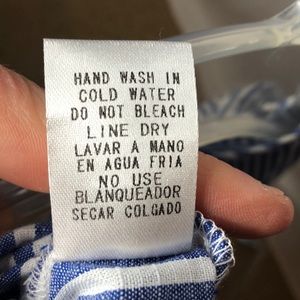 HAND WASH IN
COLD WATER
DO NOT BLEACH
LINE DRY
LAVAR A MANO
EN AGUA FRIA
NO USE
BLANQUEADOR
SECAR COLGADO